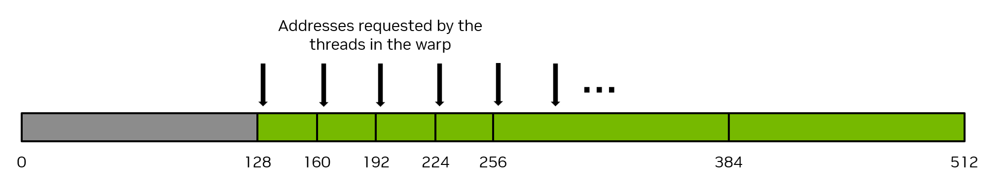 Addresses requested by the
threads in the warp
...
0 128 160 192 224 256 384 512